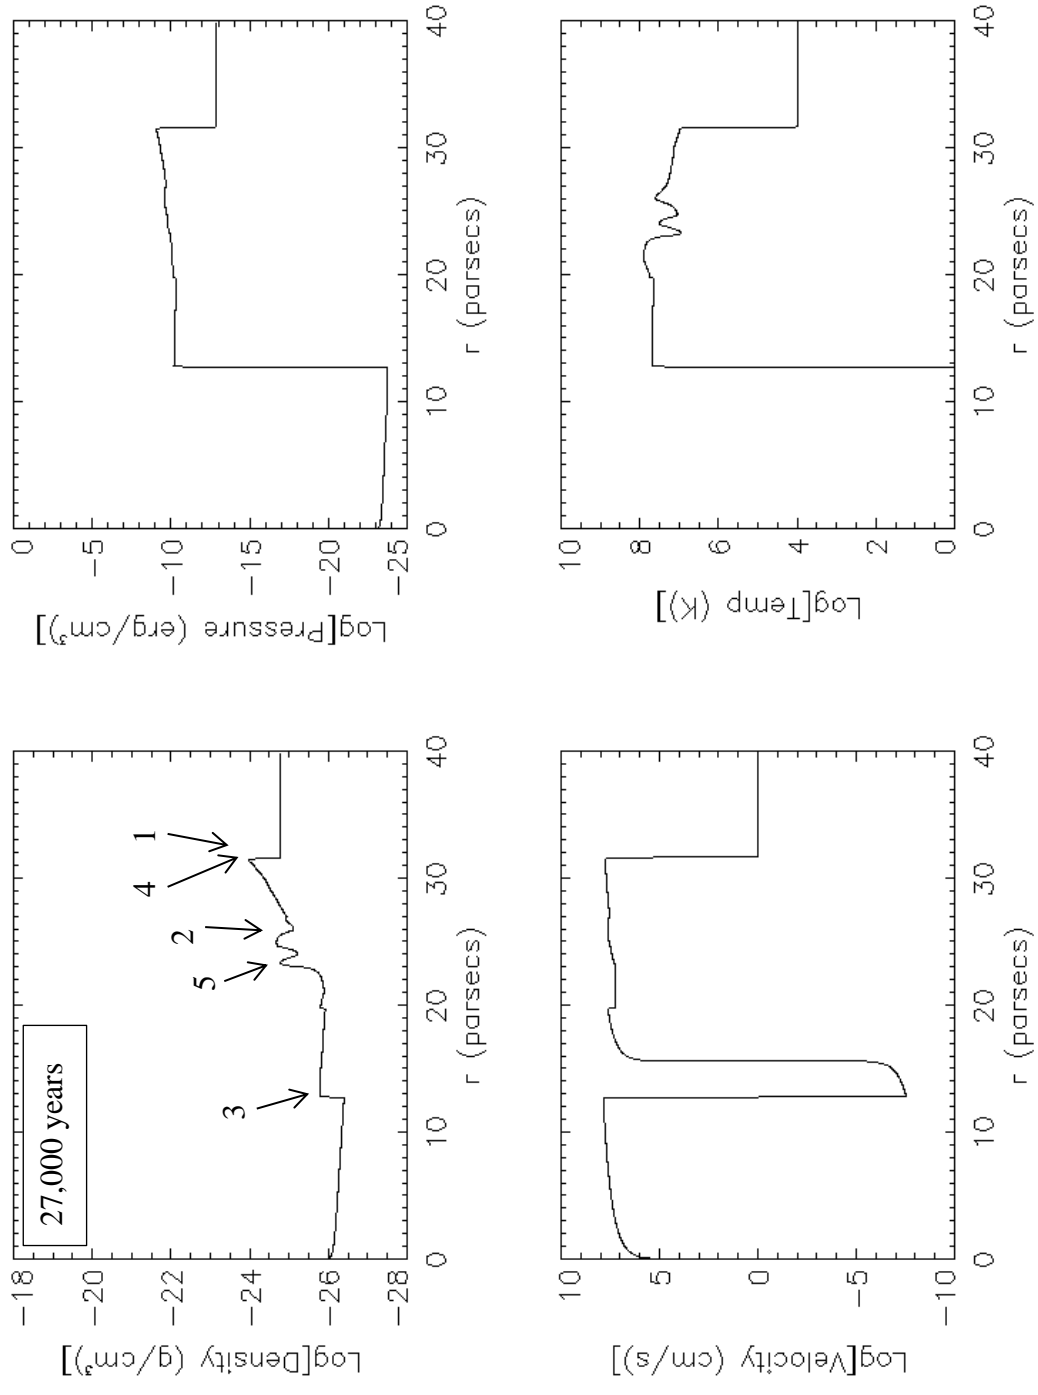 27,000 years
1
4
2
5
3
-18
-20
-22
-24
-26
-28
Log[Density (g/cm³)]
0 10 20 30 40
r (parsecs)
0
-5
-10
-15
-20
-25
Log[Pressure (erg/cm³)]
0 10 20 30 40
r (parsecs)
10
5
0
-5
-10
Log[Velocity (cm/s)]
0 10 20 30 40
r (parsecs)
10
8
6
4
2
0
Log[Temp (K)]
0 10 20 30 40
r (parsecs)